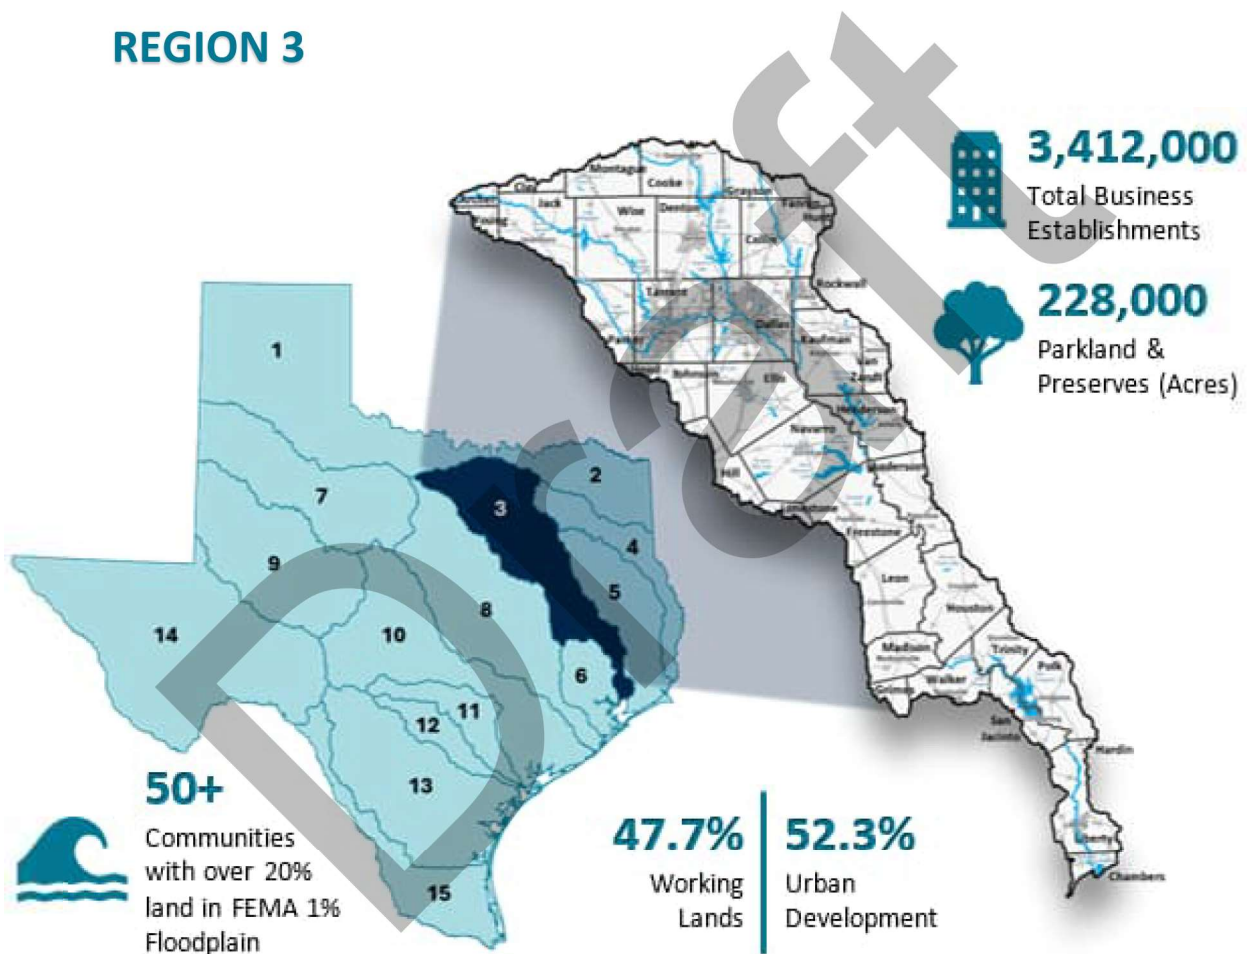 REGION 3
3,412,000
Total Business
Establishments
228,000
Parkland &
Preserves (Acres)
Montague
Cooke
Clay
Grayson
Archer
Jack
Wise
Denton
Fannin
Young
Hunt
Collin
Rockwall
Tarrant
Dallas
Parker
Kaufman
Van
Zandt
Johnson
Ellis
Henderson
Navarro
Hill
Anderson
Limestone
Freestone
Leon
Houston
Madison
Trinity
Polk
Walker
Grimes
San
Jacinto
Hardin
Liberty
Chambers
1
2
3
7
4
9
5
8
14
10
6
11
12
13
15
50+
Communities
with over 20%
land in FEMA 1%
Floodplain
47.7%
Working
Lands
52.3%
Urban
Development
Draft